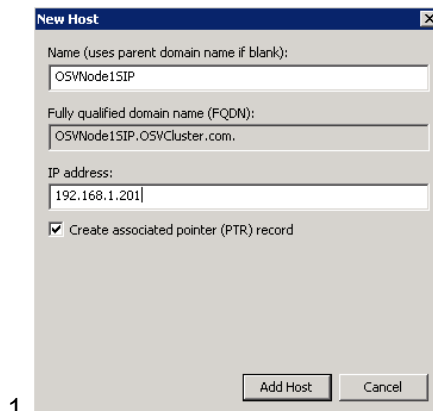 New Host
Name (uses parent domain name if blank):
OSVNode1SIP
Fully qualified domain name (FQDN):
OSVNode1SIP.OSVCluster.com.
IP address:
192.168.1.201
Create associated pointer (PTR) record
Add Host Cancel
1.